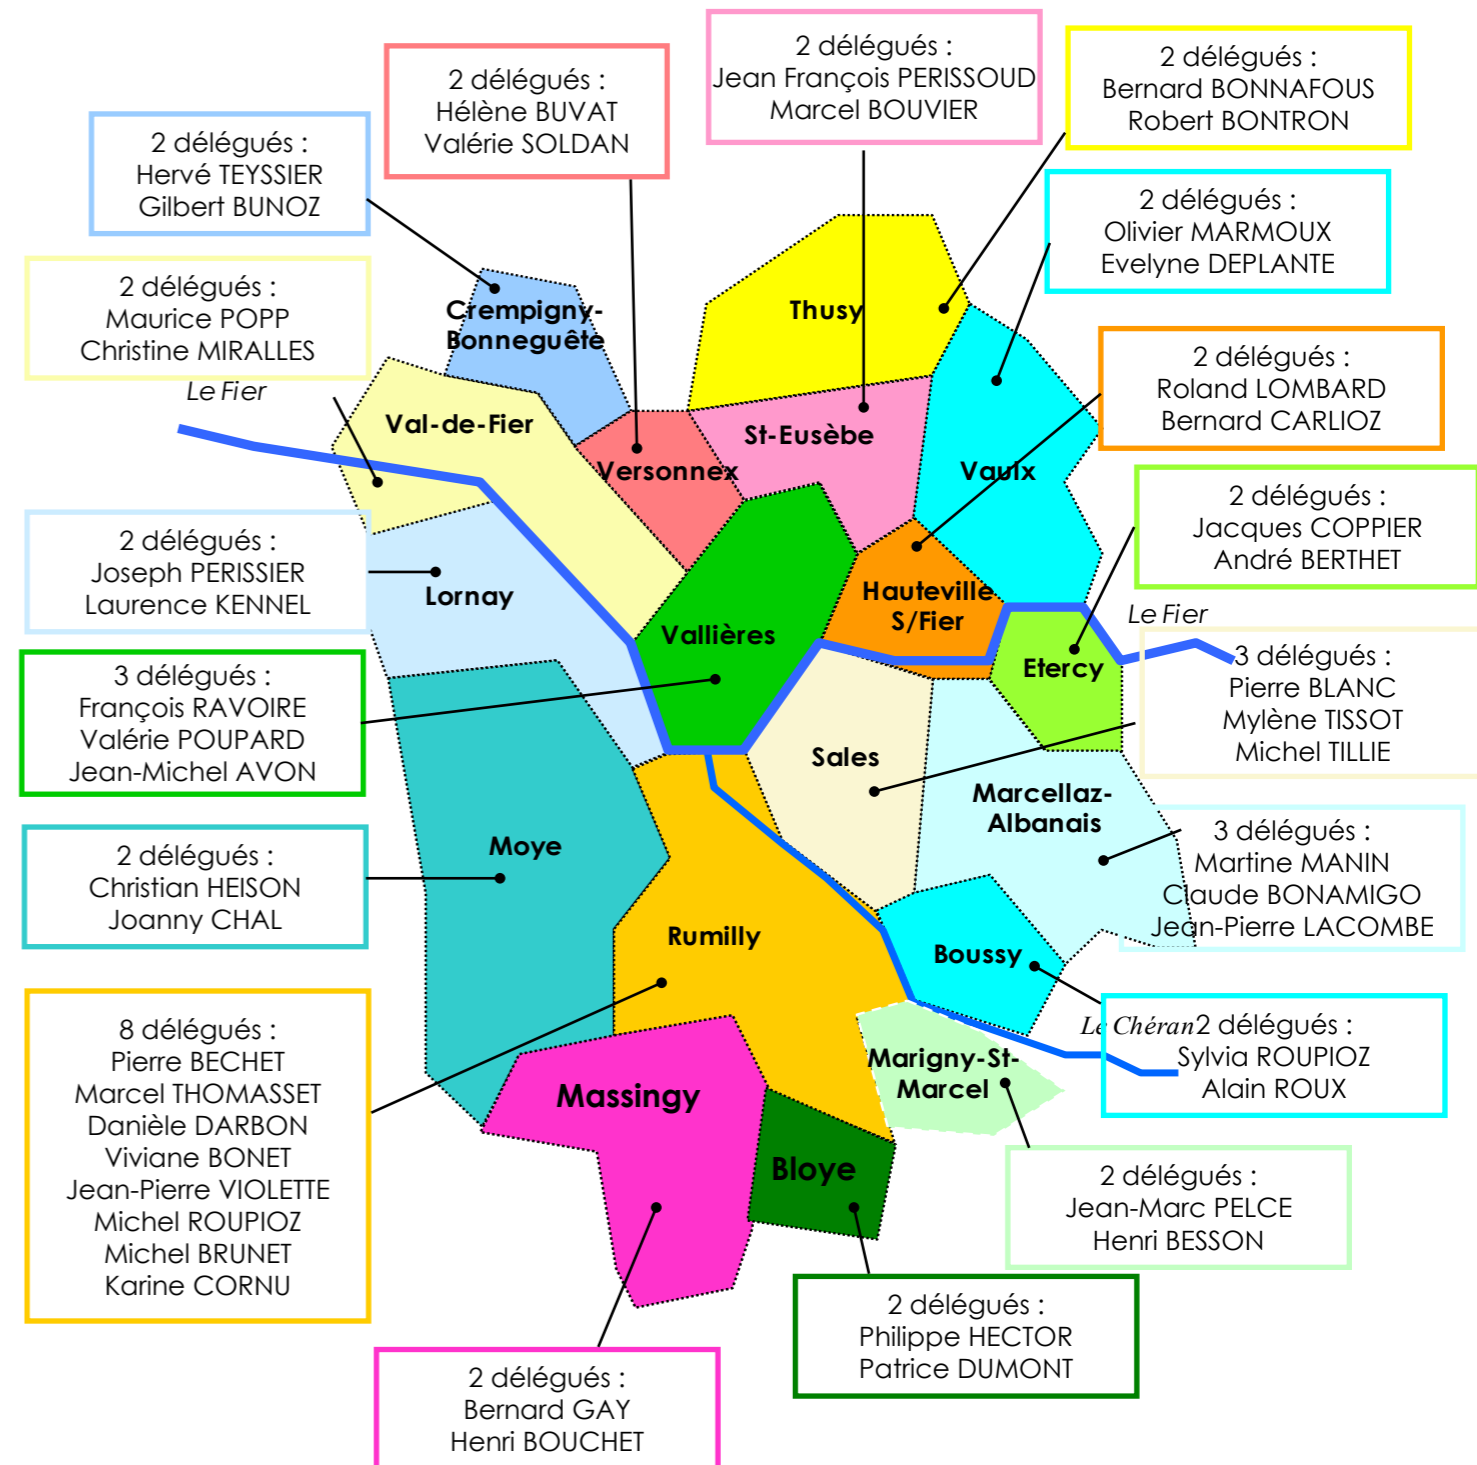 2 délégués :
Jean François PERISSOUD
Marcel BOUVIER
2 délégués :
Bernard BONNAFOUS
Robert BONTRON
2 délégués :
Hélène BUVAT
Valérie SOLDAN
2 délégués :
Hervé TEYSSIER
Gilbert BUNOZ
2 délégués :
Olivier MARMOUX
Evelyne DEPLANTE
2 délégués :
Maurice POPP
Christine MIRALLES
Le Fier
Crempigny-
Bonneguête
Thusy
2 délégués :
Roland LOMBARD
Bernard CARLIOZ
Val-de-Fier
Versonnex
St-Eusèbe
Vaulx
2 délégués :
Jacques COPPIER
André BERTHET
2 délégués :
Joseph PERISSIER
Laurence KENNEL
Lornay
Vallières
Hauteville
S/Fier
Etercy
Le Fier
3 délégués :
Pierre BLANC
Mylène TISSOT
Michel TILLIE
3 délégués :
François RAVOIRE
Valérie POUPARD
Jean-Michel AVON
Sales
Marcellaz-
Albanais
3 délégués :
Martine MANIN
Claude BONAMIGO
Jean-Pierre LACOMBE
2 délégués :
Christian HEISON
Joanny CHAL
Moye
Rumilly
Boussy
Le Chéran
2 délégués :
Sylvia ROUPIOZ
Alain ROUX
8 délégués :
Pierre BECHET
Marcel THOMASSET
Danièle DARBON
Viviane BONET
Jean-Pierre VIOLETTE
Michel ROUPIOZ
Michel BRUNET
Karine CORNU
Massingy
Marigny-St-
Marcel
Bloye
2 délégués :
Jean-Marc PELCE
Henri BESSON
2 délégués :
Philippe HECTOR
Patrice DUMONT
2 délégués :
Bernard GAY
Henri BOUCHET